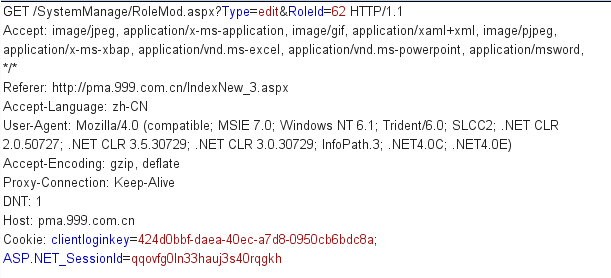 GET /SystemManage/RoleMod.aspx?Type=edit&RoleId=62 HTTP/1.1
Accept: image/jpeg, application/x-ms-application, image/gif, application/xaml+xml, image/pjpeg,
application/x-ms-xbap, application/vnd.ms-excel, application/vnd.ms-powerpoint, application/msword,
*/*
Referer: http://pma.999.com.cn/IndexNew_3.aspx
Accept-Language: zh-CN
User-Agent: Mozilla/4.0 (compatible; MSIE 7.0; Windows NT 6.1; Trident/6.0; SLCC2; .NET CLR
2.0.50727; .NET CLR 3.5.30729; .NET CLR 3.0.30729; InfoPath.3; .NET4.0C; .NET4.0E)
Accept-Encoding: gzip, deflate
Proxy-Connection: Keep-Alive
DNT: 1
Host: pma.999.com.cn
Cookie: clientloginkey=424d0bbf-daea-40ec-a7d8-0950cb6bdc8a;
ASP.NET_SessionId=qqovfg0ln33hauj3s40rqgkh